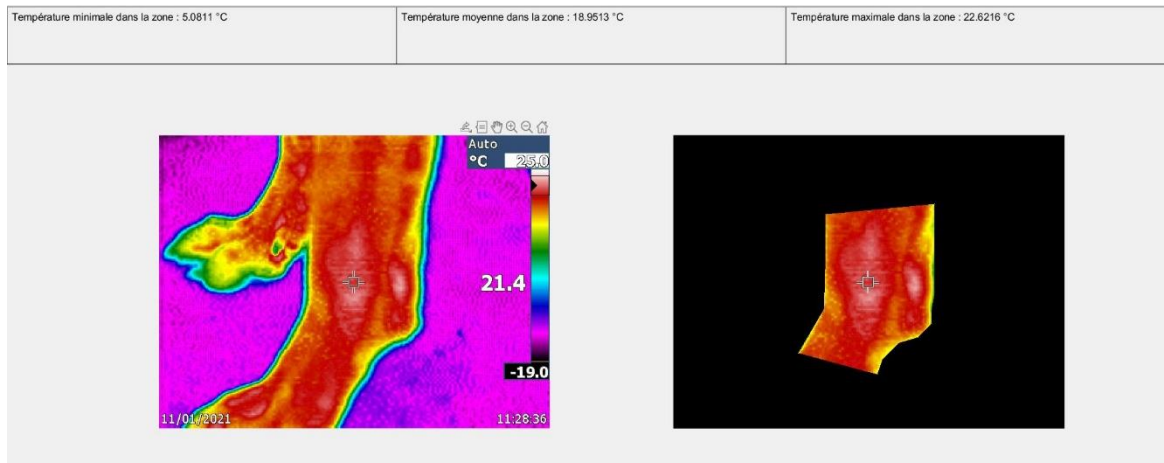 Température minimale dans la zone : 5.0811 °C
Température moyenne dans la zone : 18.9513 °C
Température maximale dans la zone : 22.6216 °C
Auto
°C 25.0
21.4
-19.0
11/01/2021 11:28:36